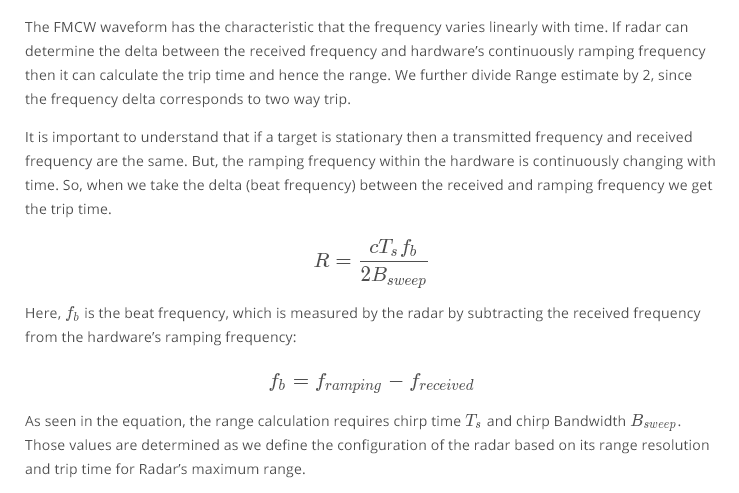 The FMCW waveform has the characteristic that the frequency varies linearly with time. If radar can
determine the delta between the received frequency and hardware's continuously ramping frequency
then it can calculate the trip time and hence the range. We further divide Range estimate by 2, since
the frequency delta corresponds to two way trip.
It is important to understand that if a target is stationary then a transmitted frequency and received
frequency are the same. But, the ramping frequency within the hardware is continuously changing with
time. So, when we take the delta (beat frequency) between the received and ramping frequency we get
the trip time.
R = \frac{cT_s f_b}{2B_{sweep}}
Here, f_b is the beat frequency, which is measured by the radar by subtracting the received frequency
from the hardware's ramping frequency:
f_b = f_{ramping} − f_{received}
As seen in the equation, the range calculation requires chirp time T_s and chirp Bandwidth B_{sweep}.
Those values are determined as we define the configuration of the radar based on its range resolution
and trip time for Radar's maximum range.